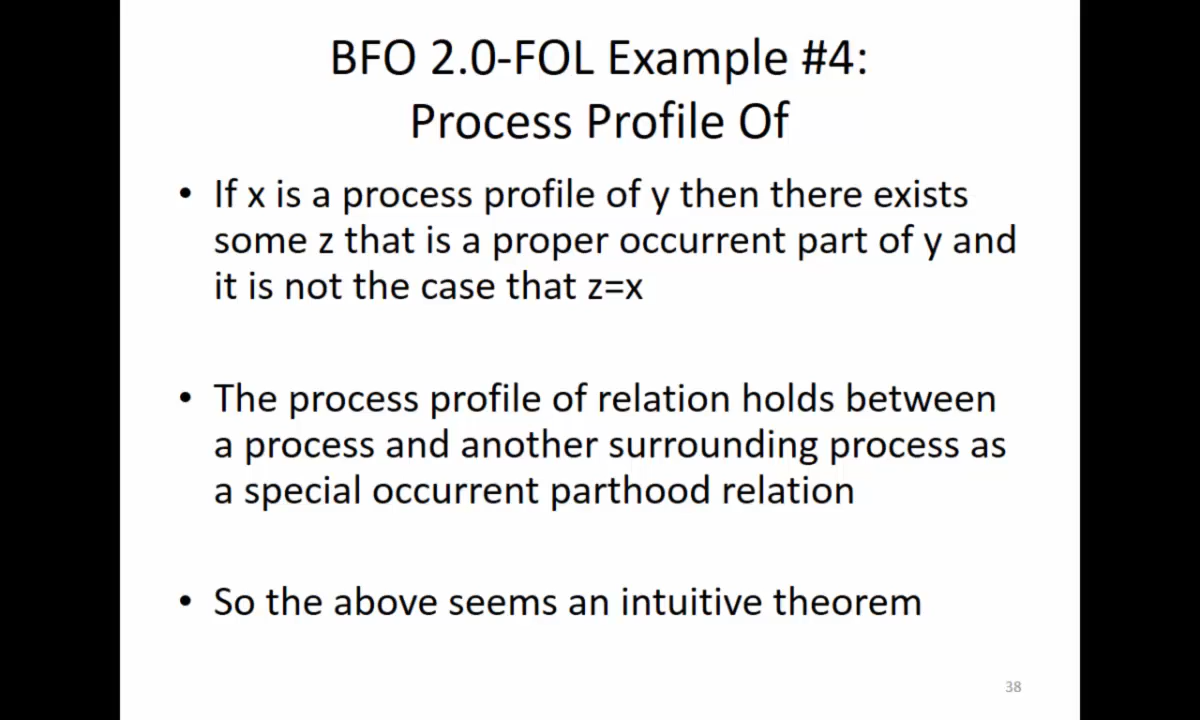 BFO 2.0-FOL Example #4:
Process Profile Of
• If x is a process profile of y then there exists
some z that is a proper occurrent part of y and
it is not the case that z=x
• The process profile of relation holds between
a process and another surrounding process as
a special occurrent parthood relation
• So the above seems an intuitive theorem
38